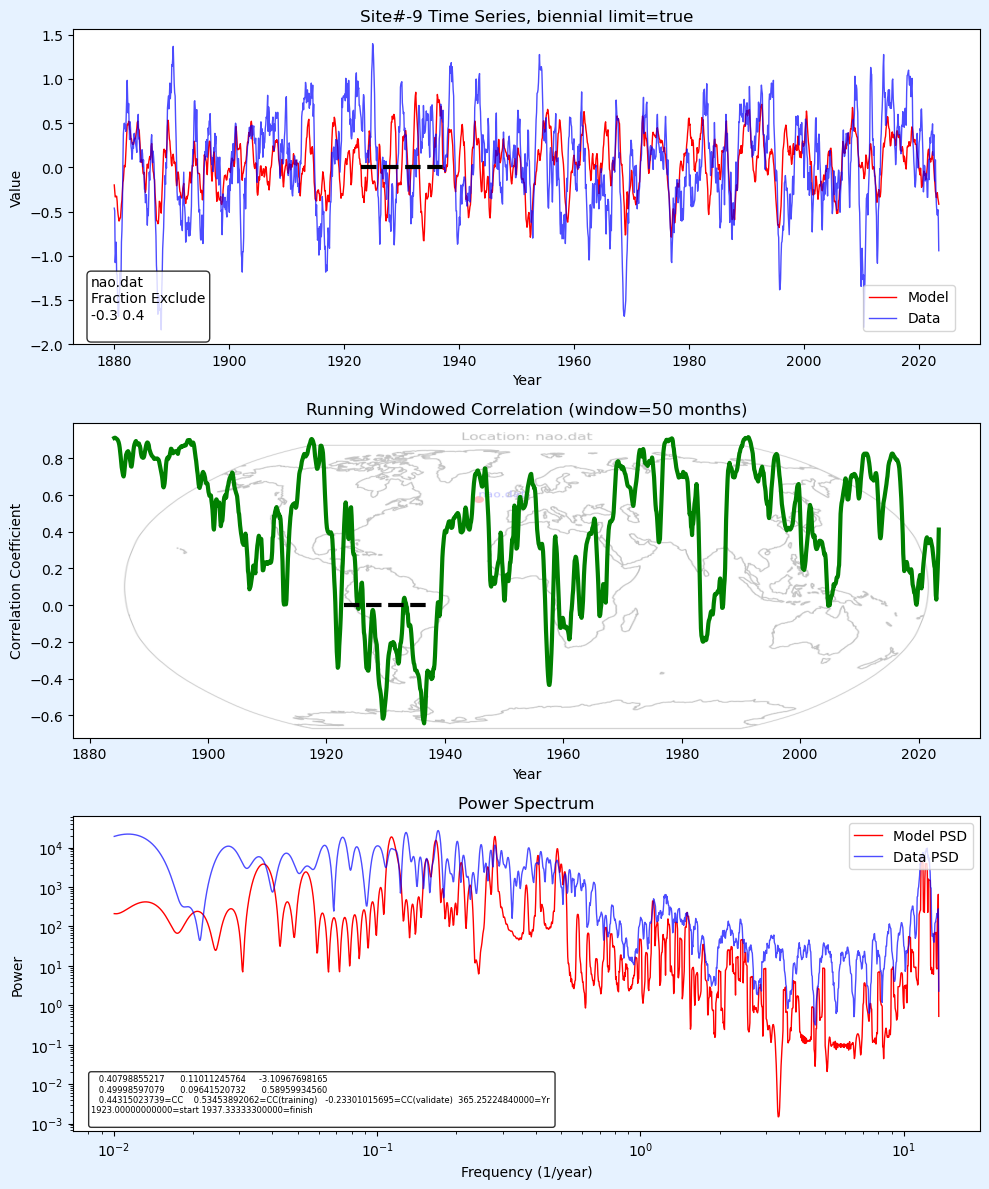 Site#-9 Time Series, biennial limit=true
1.5
1.0
0.5
0.0
−0.5
−1.0
−1.5
−2.0
Value
nao.dat
Fraction Exclude
-0.3 0.4
Model
Data
1880 1900 1920 1940 1960 1980 2000 2020
Year
Running Windowed Correlation (window=50 months)
Location: nao.dat
0.8
0.6
0.4
0.2
0.0
−0.2
−0.4
−0.6
Correlation Coefficient
1880 1900 1920 1940 1960 1980 2000 2020
Year
Power Spectrum
Model PSD
Data PSD
10⁴
10³
10²
10¹
10⁰
10⁻¹
10⁻²
10⁻³
Power
0.40798855217 0.11011245764 -3.10967698165
0.49998597079 0.09641520732 0.58959934560
0.44315023739=CC 0.53453892062=CC(training) -0.23301015695=CC(validate) 365.25224840000=Yr
1923.00000000000=start 1937.33333300000=finish
10⁻² 10⁻¹ 10⁰ 10¹
Frequency (1/year)